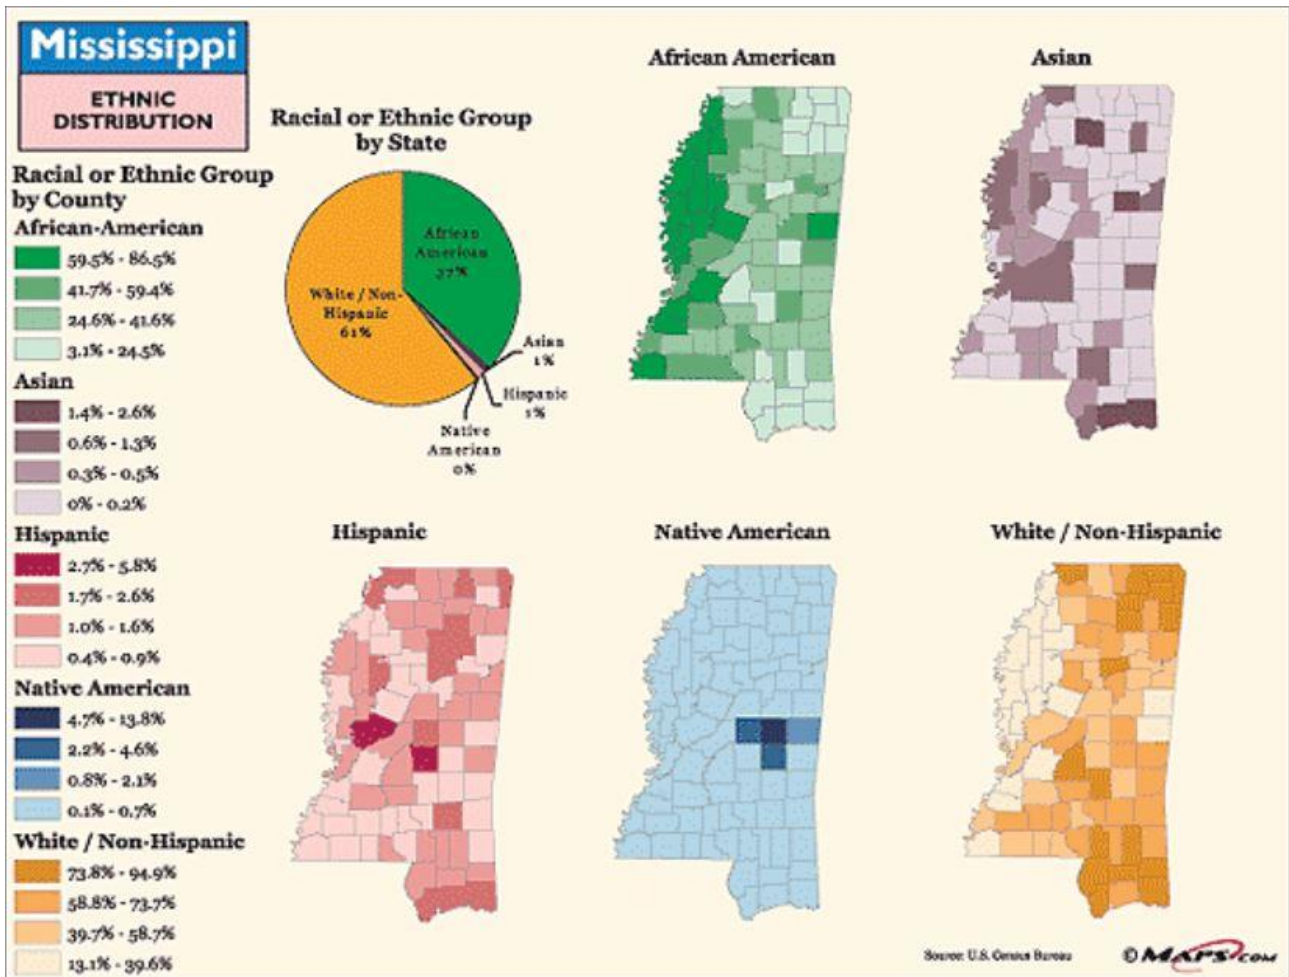 Mississippi
ETHNIC
DISTRIBUTION
Racial or Ethnic Group
by County
African-American
59.5% - 86.5%
41.7% - 59.4%
24.6% - 41.6%
3.1% - 24.5%
Asian
1.4% - 2.6%
0.6% - 1.3%
0.3% - 0.5%
0% - 0.2%
Hispanic
2.7% - 5.8%
1.7% - 2.6%
1.0% - 1.6%
0.4% - 0.9%
Native American
4.7% - 13.8%
2.2% - 4.6%
0.8% - 2.1%
0.1% - 0.7%
White / Non-Hispanic
73.8% - 94.9%
58.8% - 73.7%
39.7% - 58.7%
13.1% - 39.6%
Racial or Ethnic Group
by State
African
American
37%
White / Non-
Hispanic
61%
Asian
1%
Hispanic
1%
Native
American
0%
African American
Asian
Hispanic
Native American
White / Non-Hispanic
Source: U.S. Census Bureau
© MAPS.COM